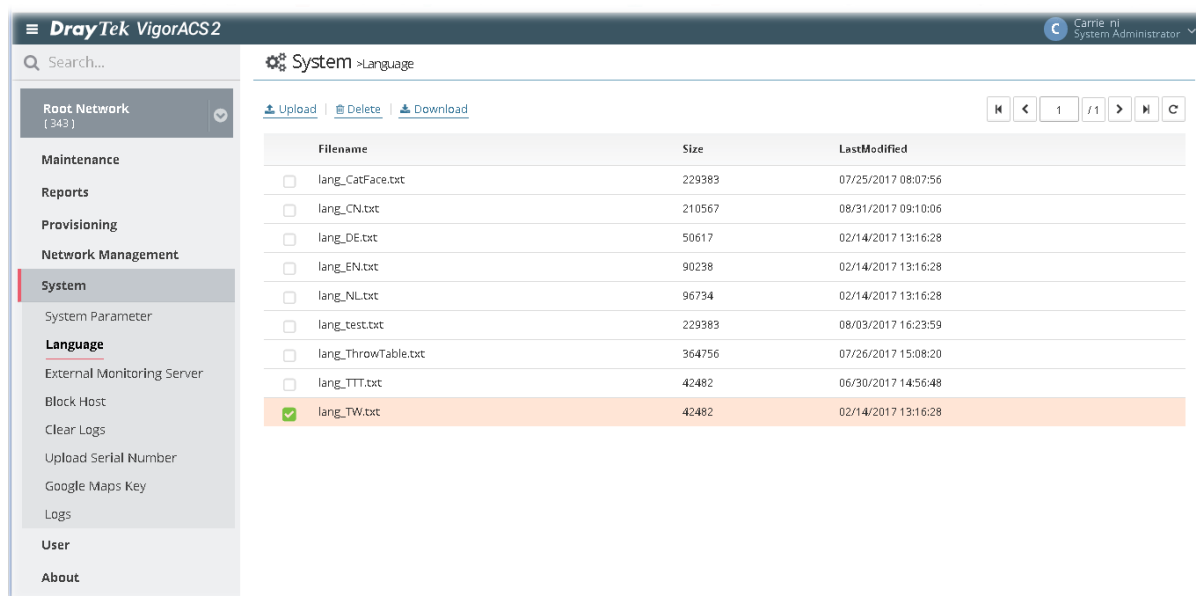 DrayTek VigorACS2
Carrie ni
System Administrator
Search...
System >Language
Root Network
[ 343 ]
Upload | Delete | Download
1 / 1
Maintenance
Reports
Provisioning
Network Management
System
System Parameter
Language
External Monitoring Server
Block Host
Clear Logs
Upload Serial Number
Google Maps Key
Logs
User
About
Filename Size LastModified
lang_CatFace.txt 229383 07/25/2017 08:07:56
lang_CN.txt 210567 08/31/2017 09:10:06
lang_DE.txt 50617 02/14/2017 13:16:28
lang_EN.txt 90238 02/14/2017 13:16:28
lang_NL.txt 96734 02/14/2017 13:16:28
lang_test.txt 229383 08/03/2017 16:23:59
lang_ThrowTable.txt 364756 07/26/2017 15:08:20
lang_TTT.txt 42482 06/30/2017 14:56:48
lang_TW.txt 42482 02/14/2017 13:16:28
C